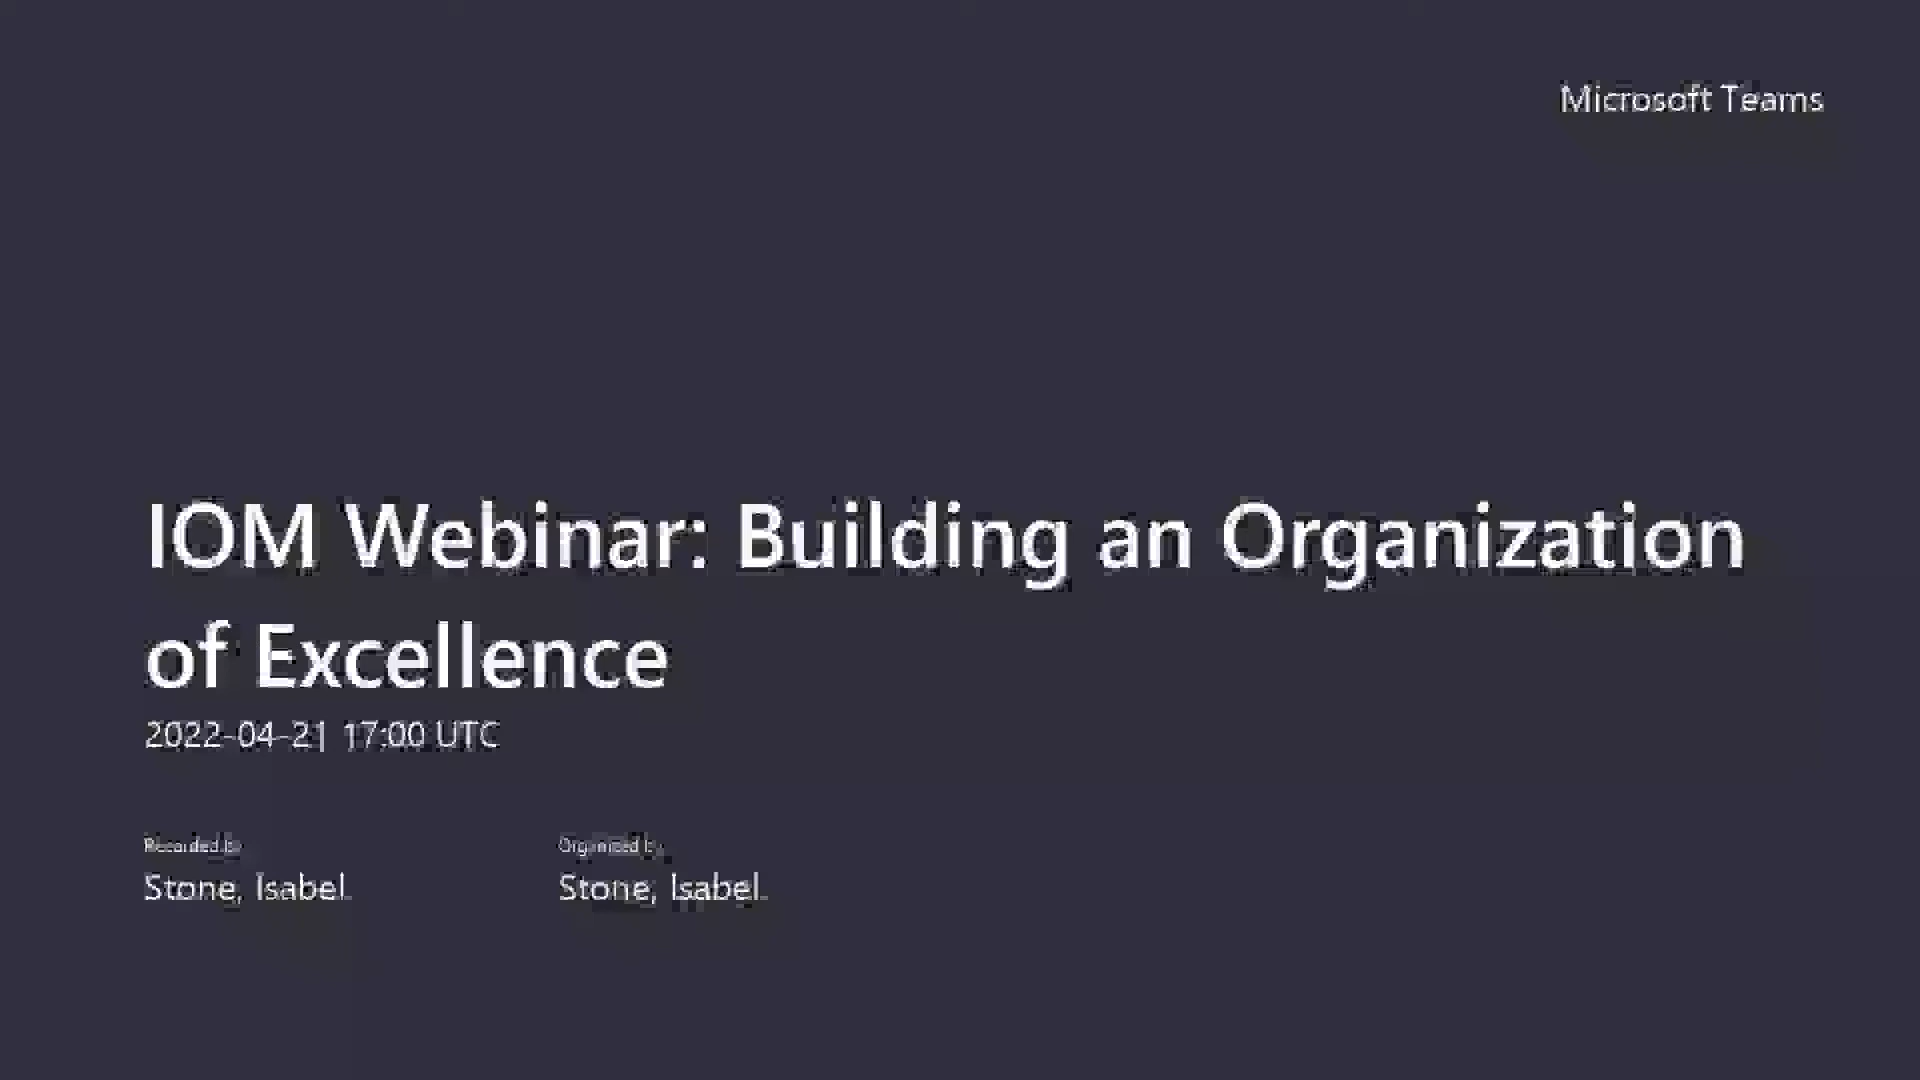 Microsoft Teams
IOM Webinar: Building an Organization
of Excellence
2022-04-21 17:00 UTC
Recorded by
Organized by
Stone, Isabel
Stone, Isabel